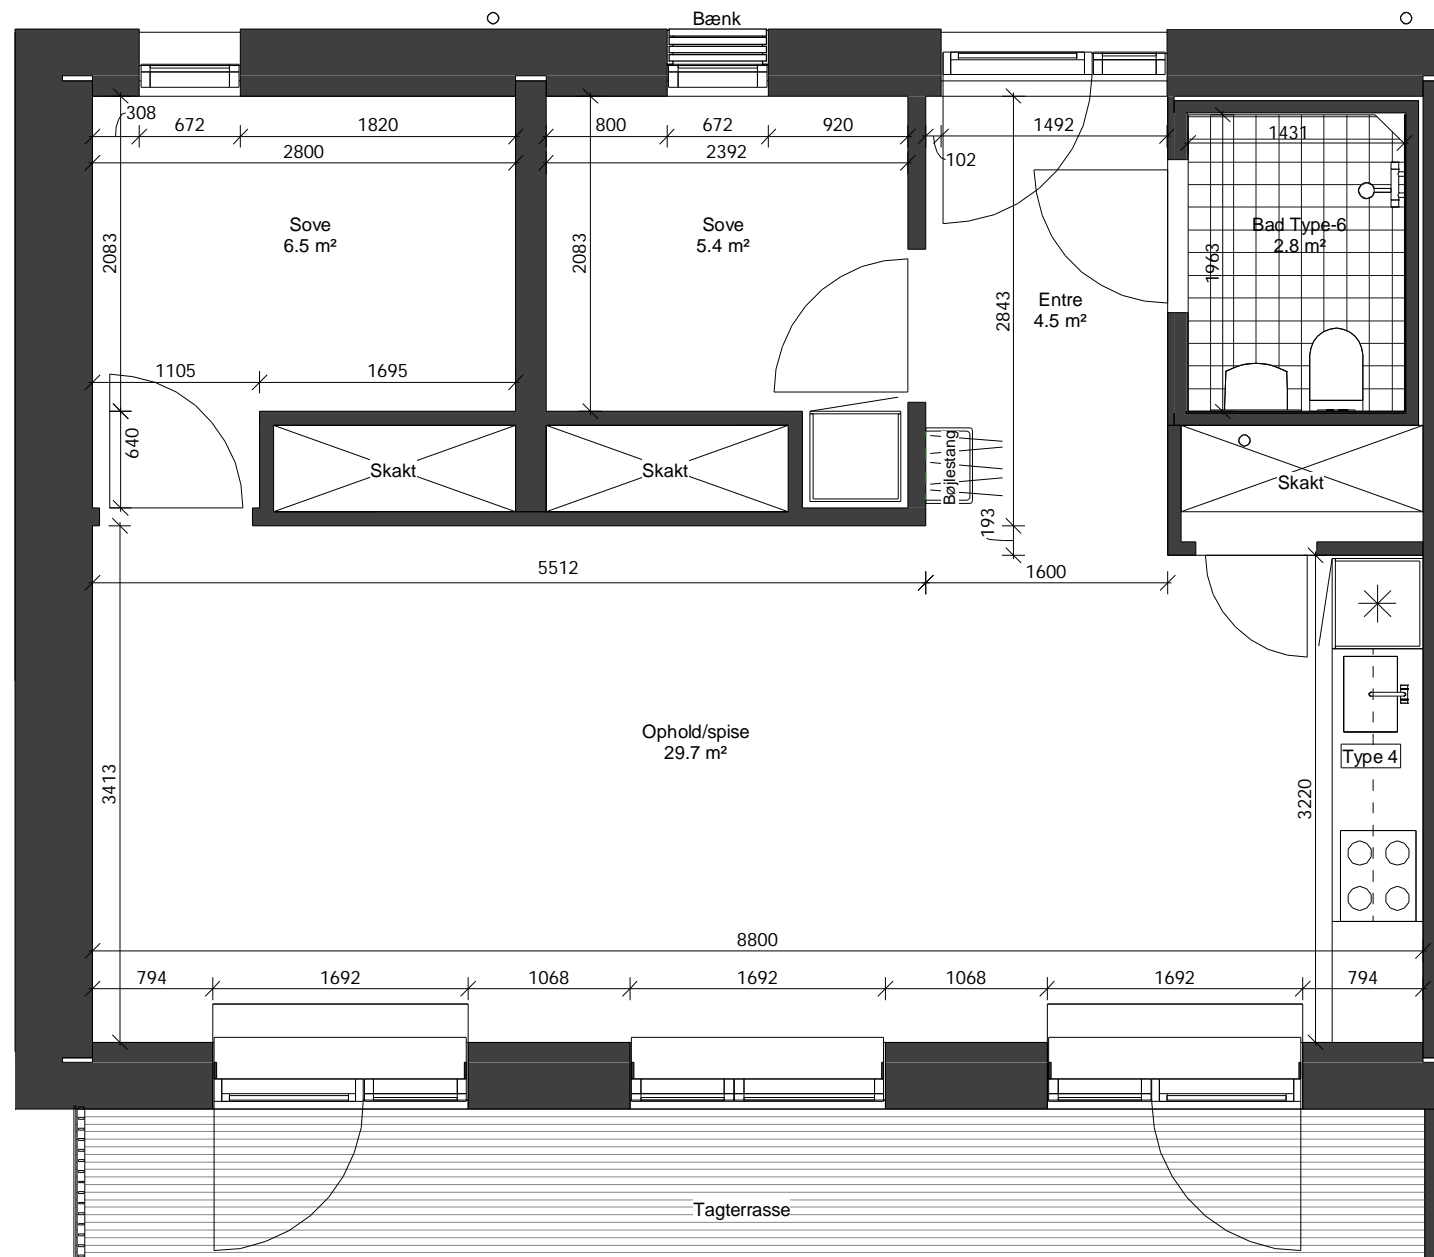 Bænk
308
672
1820
800
672
920
1492
1431
2800
2392
102
Sove
6.5 m²
Sove
5.4 m²
Bad Type-6
2.8 m²
2083
2083
1963
2843
Entre
4.5 m²
1105
1695
640
Skakt
Skakt
Bøjlestang
Skakt
193
5512
1600
Ophold/spise
29.7 m²
Type 4
3413
3220
8800
794
1692
1068
1692
1068
1692
794
Tagterrasse